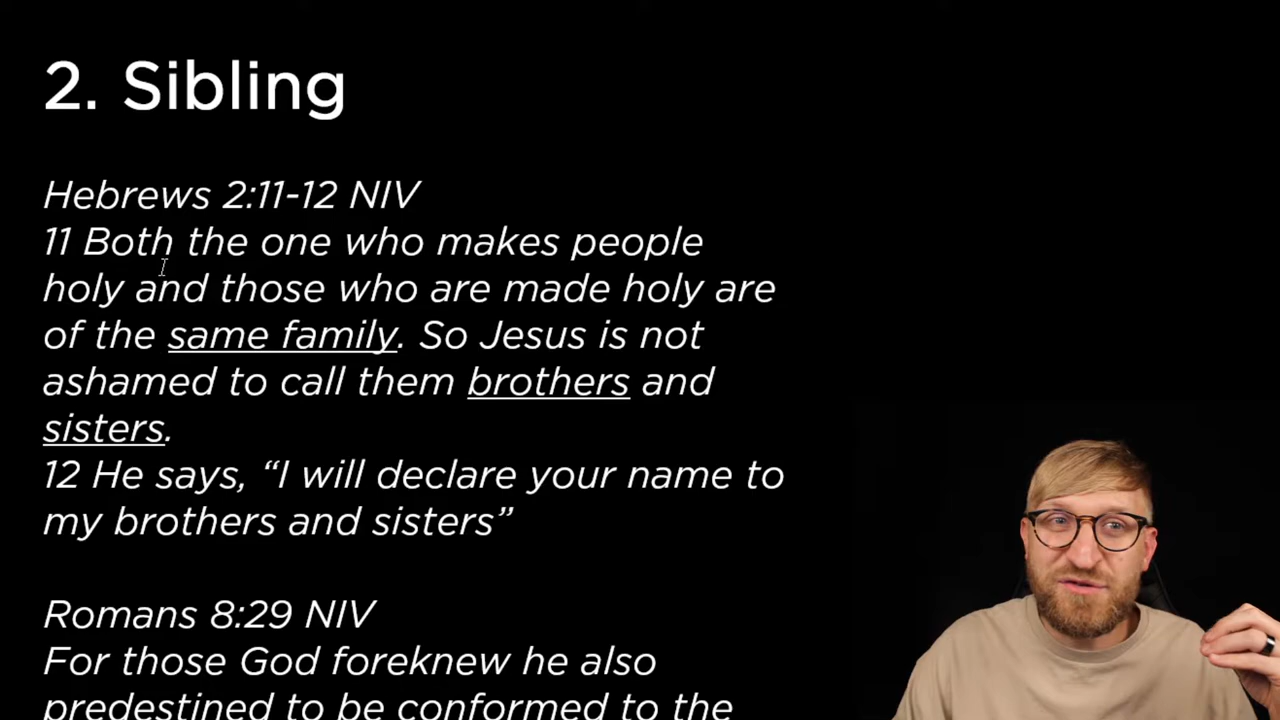 2. Sibling
Hebrews 2:11-12 NIV
11 Both the one who makes people
holy and those who are made holy are
of the same family. So Jesus is not
ashamed to call them brothers and
sisters.
12 He says, “I will declare your name to
my brothers and sisters”
Romans 8:29 NIV
For those God foreknew he also
predestined to be conformed to the